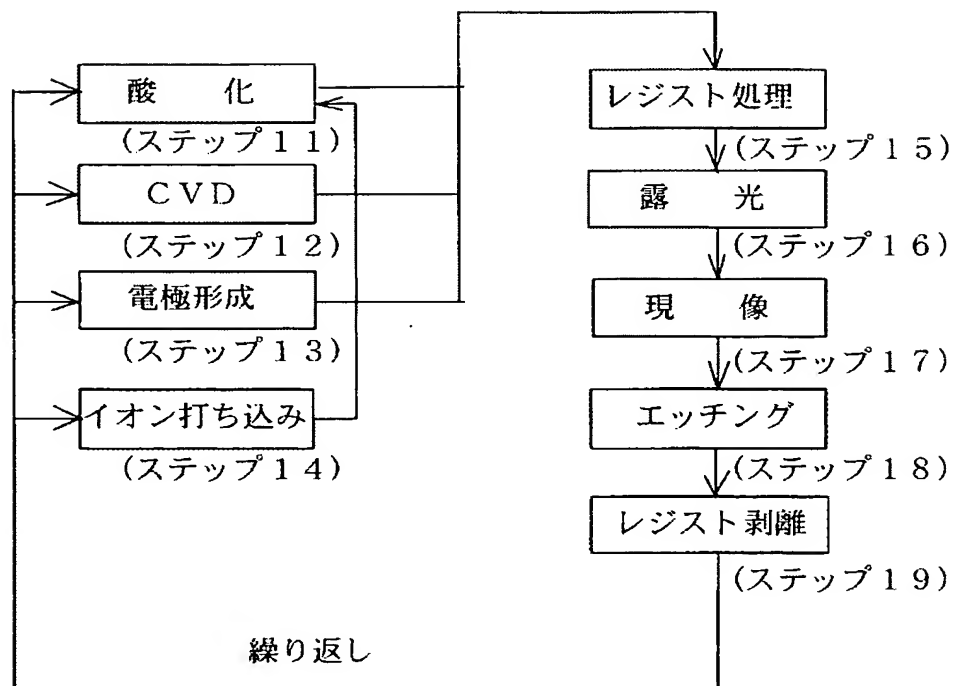 酸　　化
(ステップ１１)
ＣＶＤ
(ステップ１２)
電極形成
(ステップ１３)
イオン打ち込み
(ステップ１４)
レジスト処理
(ステップ１５)
露　　光
(ステップ１６)
現　　像
(ステップ１７)
エッチング
(ステップ１８)
レジスト剥離
(ステップ１９)
繰り返し